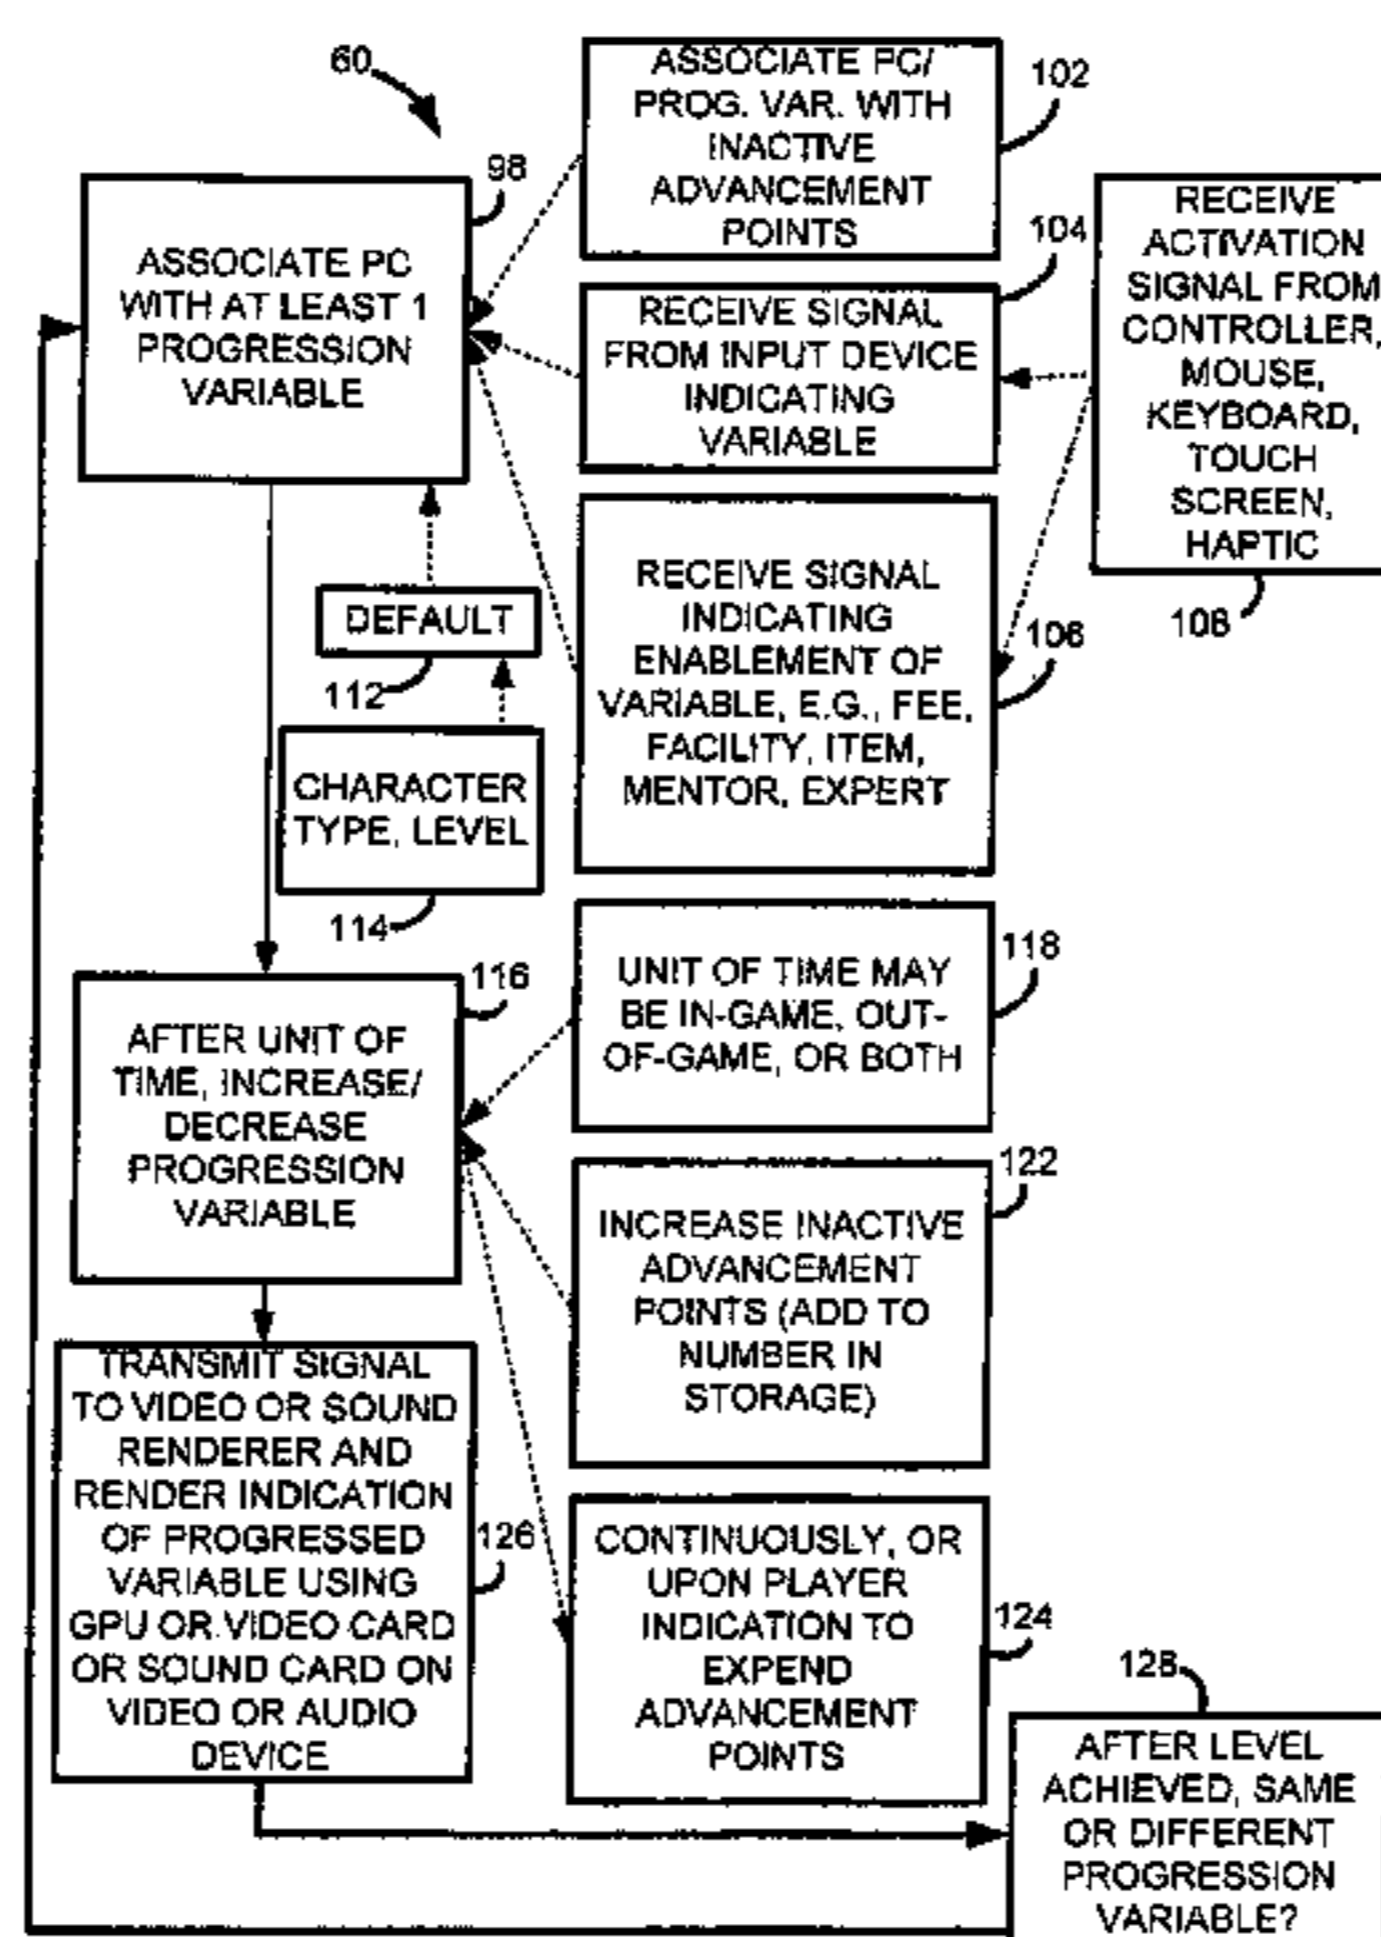 60
ASSOCIATE PC/
PROG. VAR. WITH
INACTIVE
ADVANCEMENT
POINTS
102
98
ASSOCIATE PC
WITH AT LEAST 1
PROGRESSION
VARIABLE
104
RECEIVE SIGNAL
FROM INPUT DEVICE
INDICATING
VARIABLE
RECEIVE
ACTIVATION
SIGNAL FROM
CONTROLLER,
MOUSE,
KEYBOARD,
TOUCH
SCREEN,
HAPTIC
108
RECEIVE SIGNAL
INDICATING
ENABLEMENT OF
VARIABLE, E.G., FEE,
FACILITY, ITEM,
MENTOR, EXPERT
106
DEFAULT
112
CHARACTER
TYPE, LEVEL
114
116
AFTER UNIT OF
TIME, INCREASE/
DECREASE
PROGRESSION
VARIABLE
UNIT OF TIME MAY
BE IN-GAME, OUT-
OF-GAME, OR BOTH
118
122
INCREASE INACTIVE
ADVANCEMENT
POINTS (ADD TO
NUMBER IN
STORAGE)
TRANSMIT SIGNAL
TO VIDEO OR SOUND
RENDERER AND
RENDER INDICATION
OF PROGRESSED
VARIABLE USING
GPU OR VIDEO CARD
OR SOUND CARD ON
VIDEO OR AUDIO
DEVICE
126
CONTINUOUSLY, OR
UPON PLAYER
INDICATION TO
EXPEND
ADVANCEMENT
POINTS
124
128
AFTER LEVEL
ACHIEVED, SAME
OR DIFFERENT
PROGRESSION
VARIABLE?